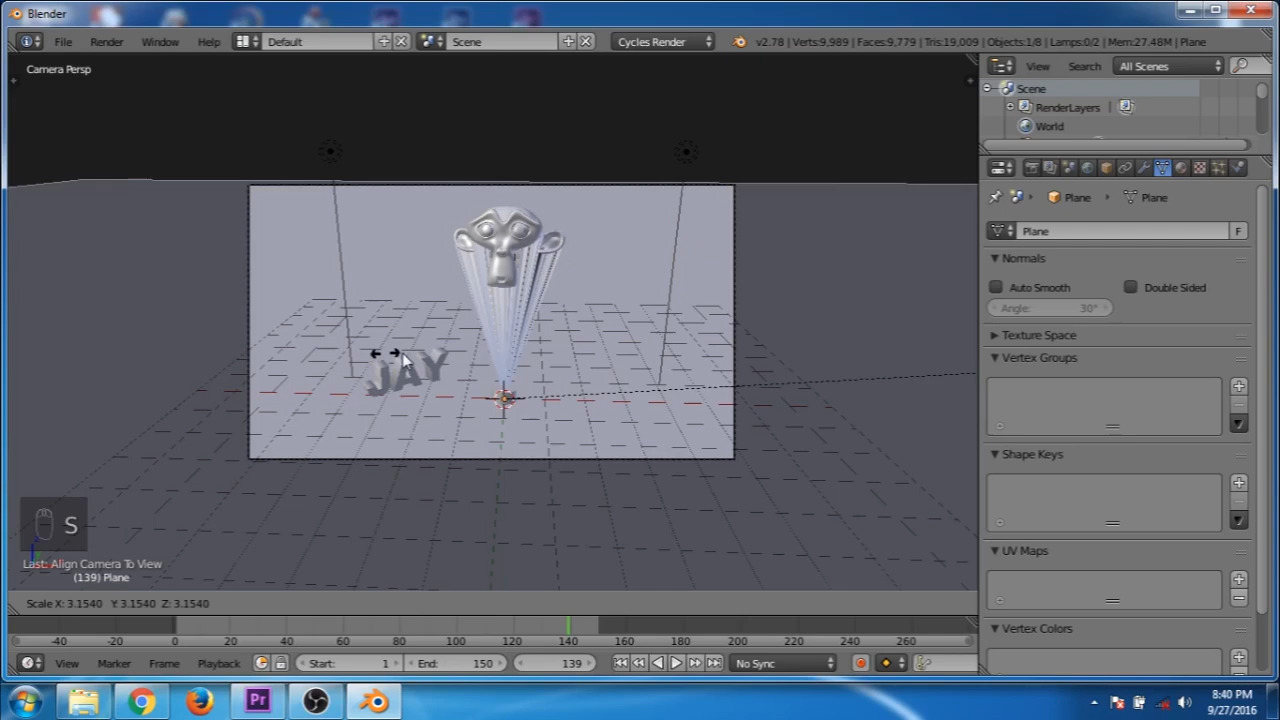 Blender
File Render Window Help Default Scene Cycles Render v2.78 | Verts:9,989 | Faces:9,779 | Tris:19,009 | Objects:1/8 | Lamps:0/2 | Mem:27.48M | Plane
Camera Persp
View Search All Scenes
Scene
RenderLayers
World
Plane Plane
Plane F
Normals
Auto Smooth Double Sided
Angle: 30°
Texture Space
Vertex Groups
JAY
Shape Keys
S
UV Maps
Last: Align Camera To View
(139) Plane
Scale X: 3.1540 Y: 3.1540 Z: 3.1540
Vertex Colors
-40 -20 0 20 40 60 80 100 120 140 160 180 200 220 240 260
View Marker Frame Playback Start: 1 End: 150 139 No Sync
Pr
8:40 PM
9/27/2016